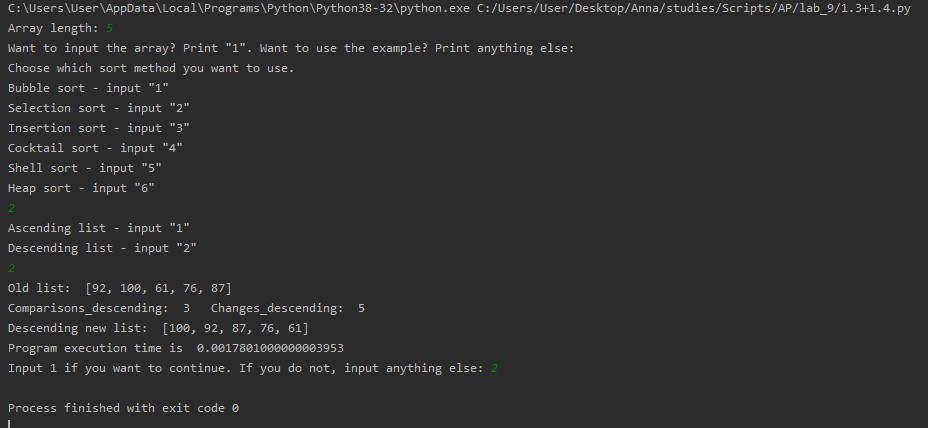 C:\Users\User\AppData\Local\Programs\Python\Python38-32\python.exe C:/Users/User/Desktop/Anna/studies/Scripts/AP/lab_9/1.3+1.4.py
Array length: 5
Want to input the array? Print "1". Want to use the example? Print anything else:
Choose which sort method you want to use.
Bubble sort - input "1"
Selection sort - input "2"
Insertion sort - input "3"
Cocktail sort - input "4"
Shell sort - input "5"
Heap sort - input "6"
2
Ascending list - input "1"
Descending list - input "2"
2
Old list:  [92, 100, 61, 76, 87]
Comparisons_descending:  3   Changes_descending:  5
Descending new list:  [100, 92, 87, 76, 61]
Program execution time is  0.0017801000000003953
Input 1 if you want to continue. If you do not, input anything else: 2
Process finished with exit code 0